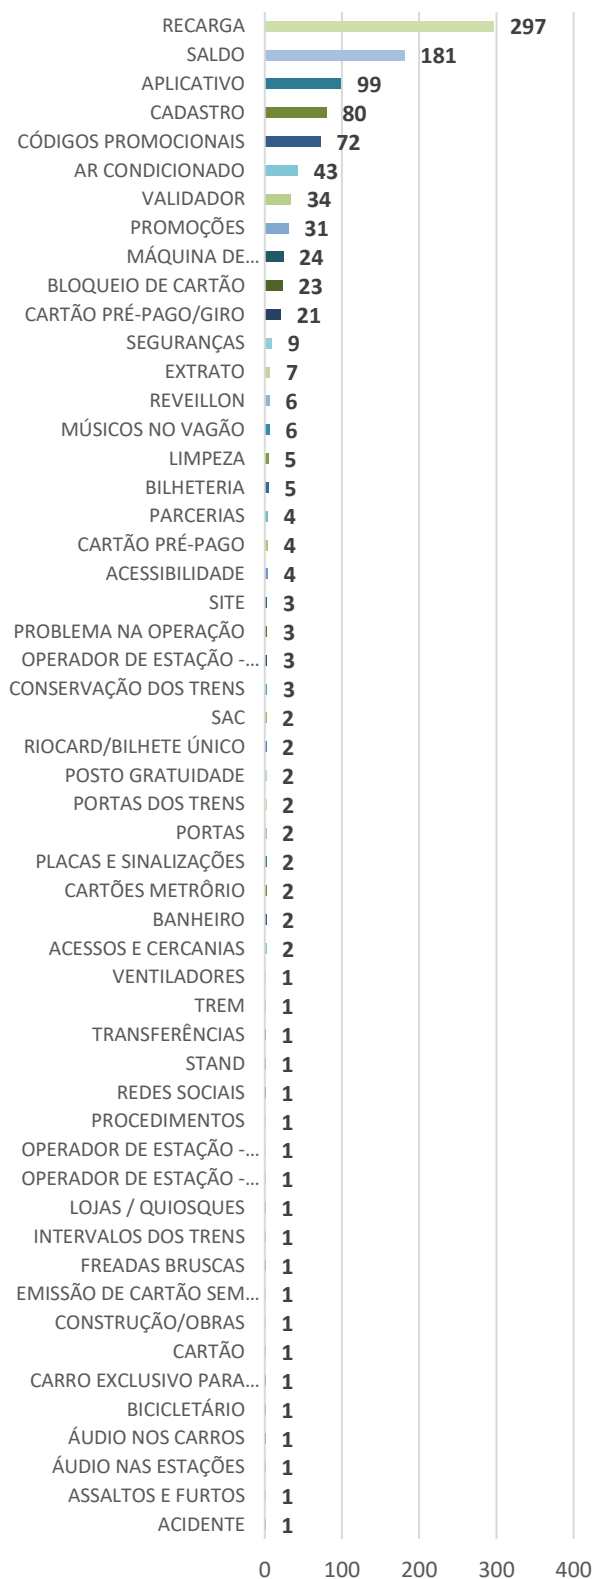 RECARGA 297
SALDO 181
APLICATIVO 99
CADASTRO 80
CÓDIGOS PROMOCIONAIS 72
AR CONDICIONADO 43
VALIDADOR 34
PROMOÇÕES 31
MÁQUINA DE... 24
BLOQUEIO DE CARTÃO 23
CARTÃO PRÉ-PAGO/GIRO 21
SEGURANÇAS 9
EXTRATO 7
REVEILLON 6
MÚSICOS NO VAGÃO 6
LIMPEZA 5
BILHETERIA 5
PARCERIAS 4
CARTÃO PRÉ-PAGO 4
ACESSIBILIDADE 4
SITE 3
PROBLEMA NA OPERAÇÃO 3
OPERADOR DE ESTAÇÃO -... 3
CONSERVAÇÃO DOS TRENS 3
SAC 2
RIOCARD/BILHETE ÚNICO 2
POSTO GRATUIDADE 2
PORTAS DOS TRENS 2
PORTAS 2
PLACAS E SINALIZAÇÕES 2
CARTÕES METRÔRIO 2
BANHEIRO 2
ACESSOS E CERCANIAS 2
VENTILADORES 1
TREM 1
TRANSFERÊNCIAS 1
STAND 1
REDES SOCIAIS 1
PROCEDIMENTOS 1
OPERADOR DE ESTAÇÃO -... 1
OPERADOR DE ESTAÇÃO -... 1
LOJAS / QUIOSQUES 1
INTERVALOS DOS TRENS 1
FREADAS BRUSCAS 1
EMISSÃO DE CARTÃO SEM... 1
CONSTRUÇÃO/OBRAS 1
CARTÃO 1
CARRO EXCLUSIVO PARA... 1
BICICLETÁRIO 1
ÁUDIO NOS CARROS 1
ÁUDIO NAS ESTAÇÕES 1
ASSALTOS E FURTOS 1
ACIDENTE 1
0 100 200 300 400